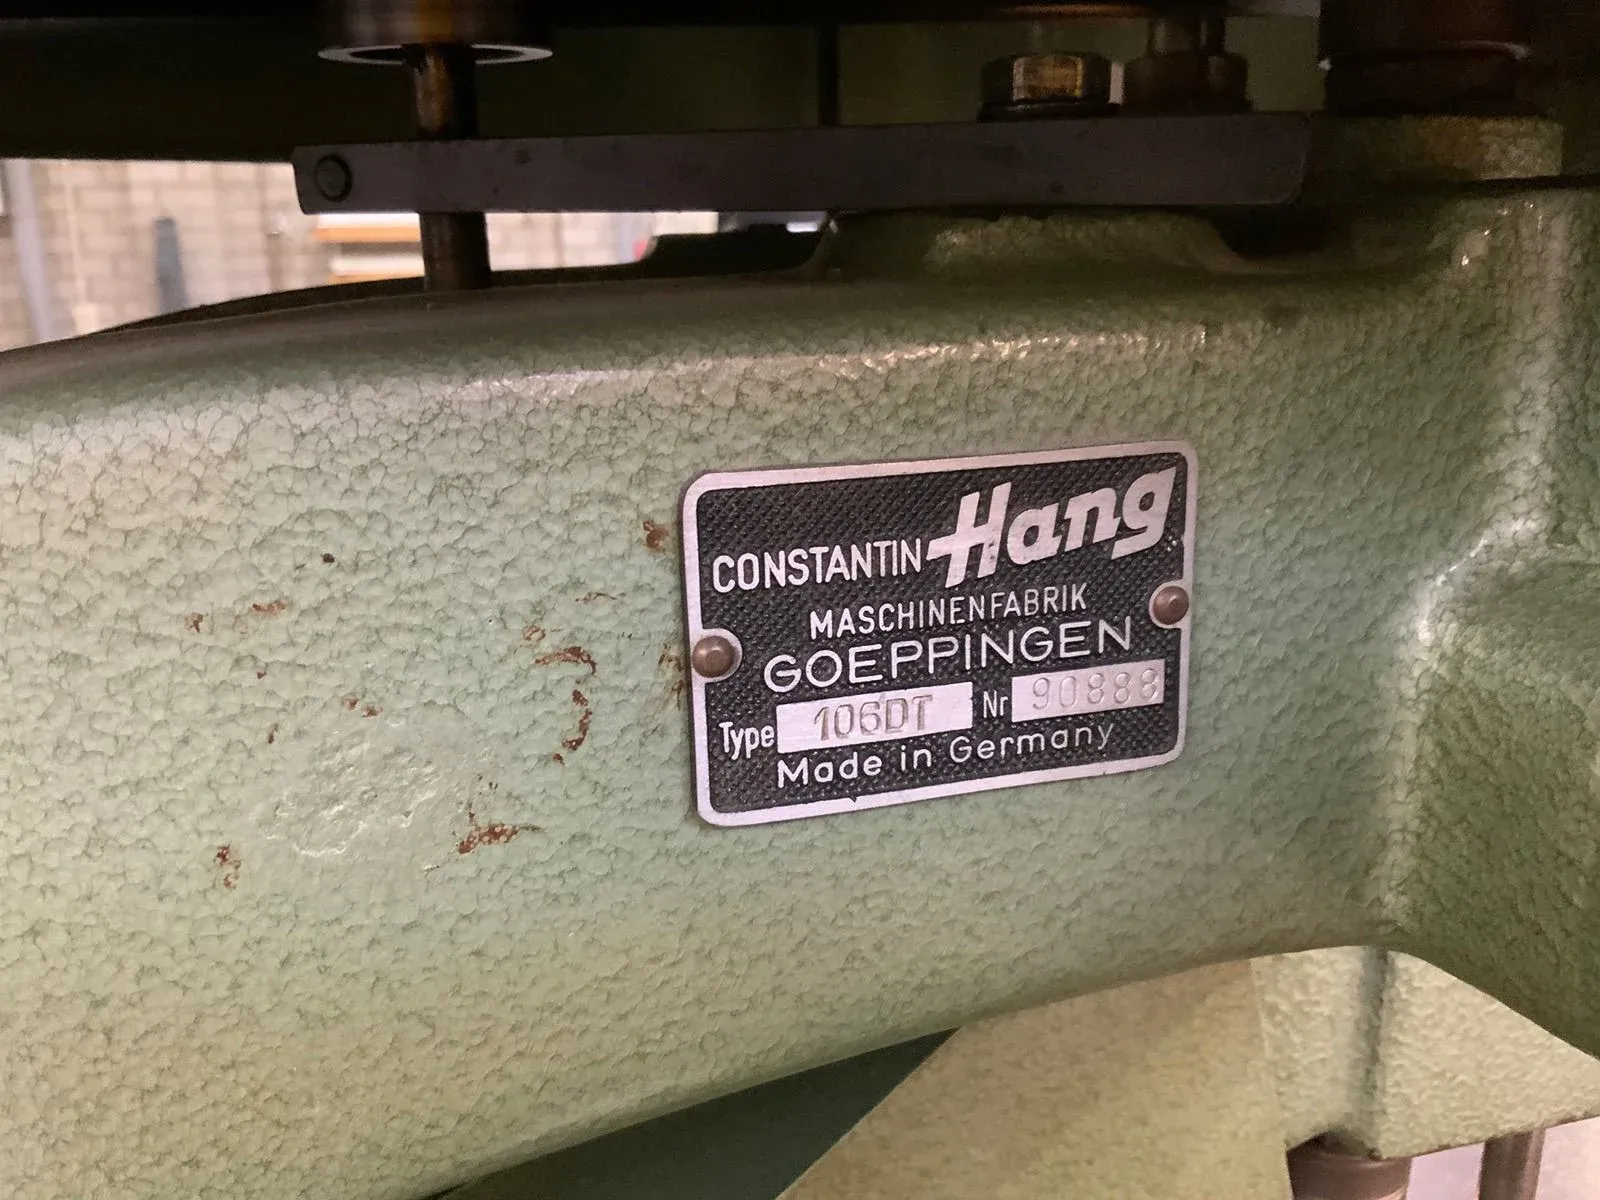 CONSTANTIN Hang
MASCHINENFABRIK
GOEPPINGEN
Type 106DT Nr 90888
Made in Germany